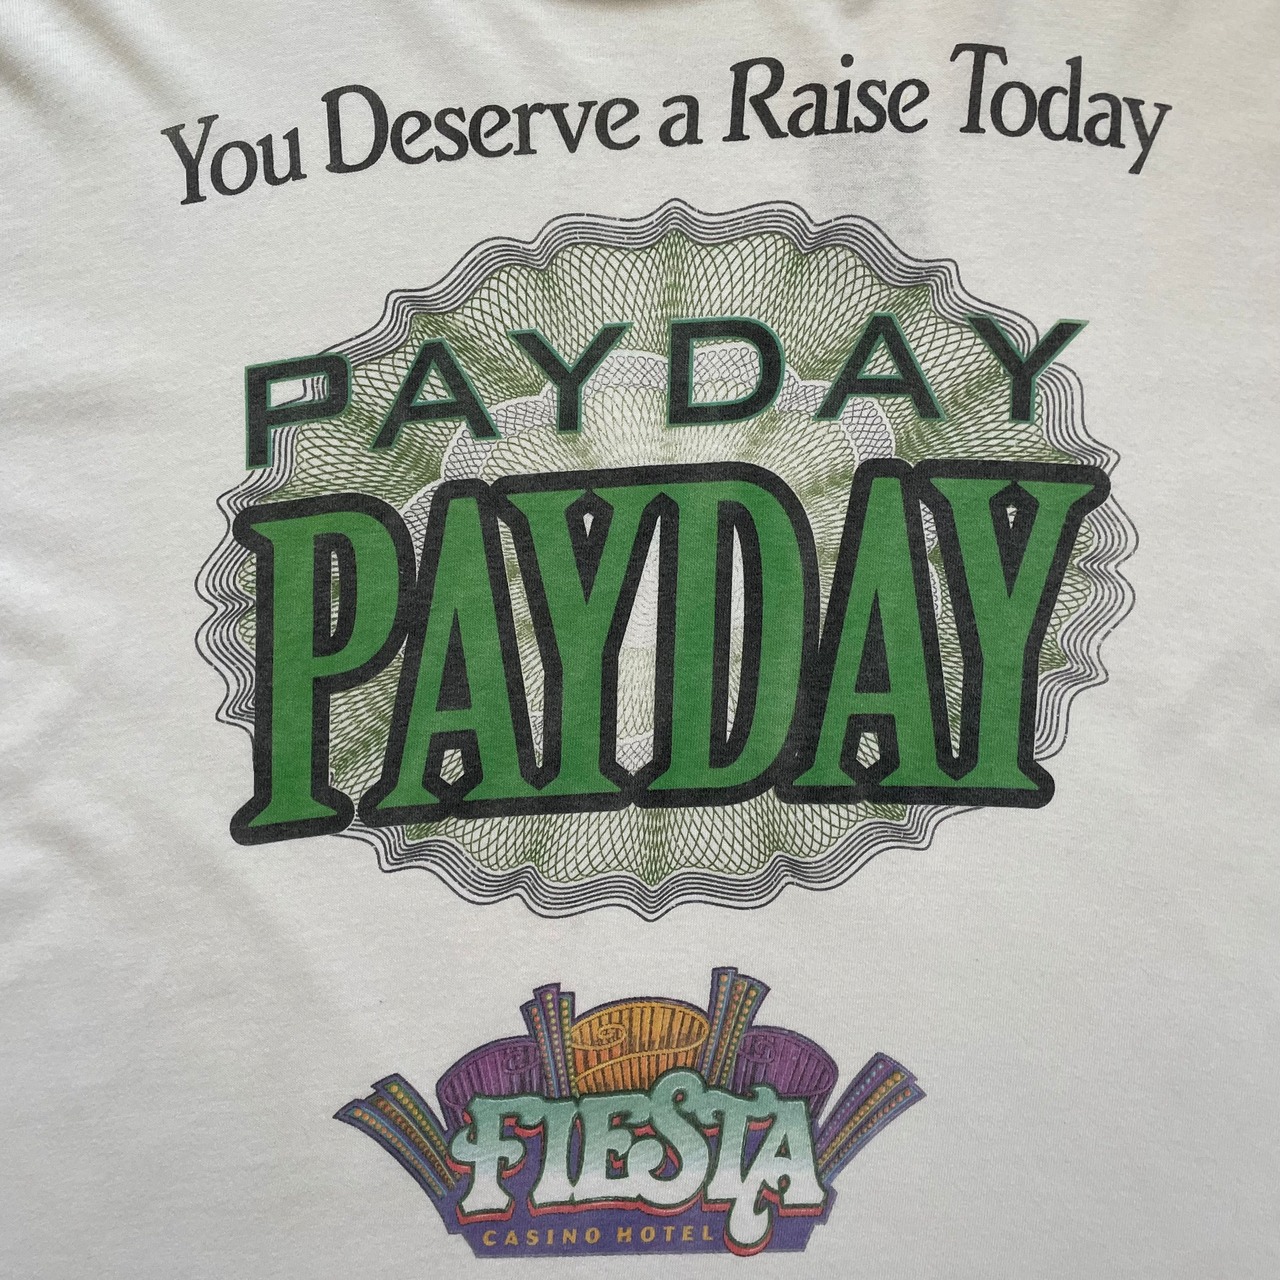 You Deserve a Raise Today
PAYDAY
PAYDAY
FIESTA
CASINO HOTEL